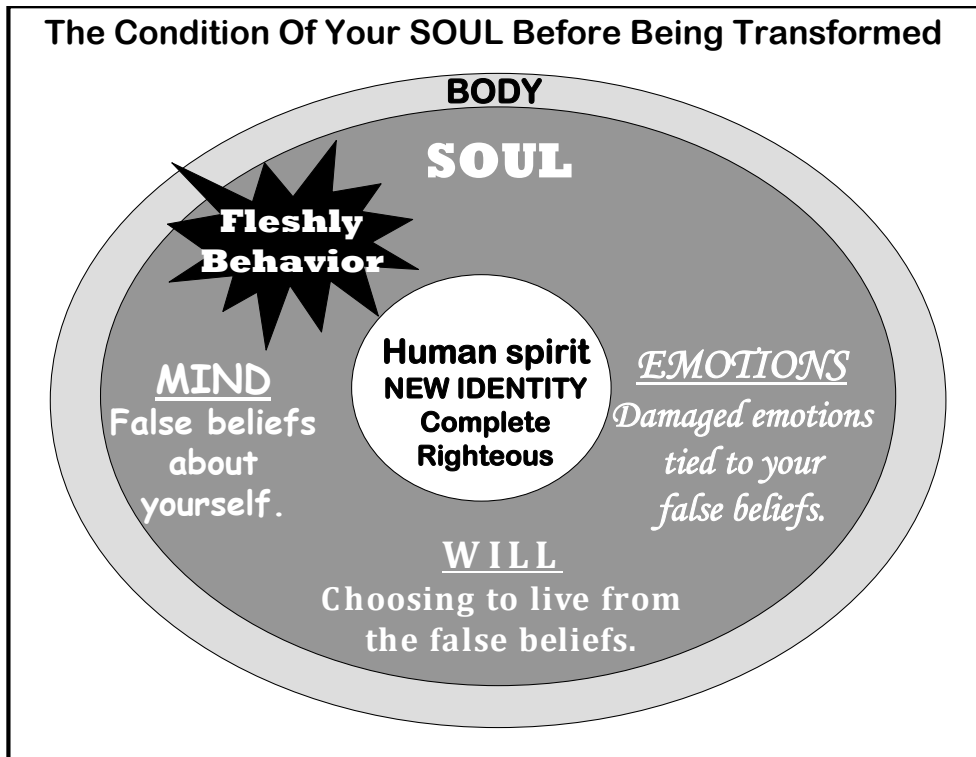 The Condition Of Your SOUL Before Being Transformed
BODY
SOUL
Fleshly
Behavior
Human spirit
NEW IDENTITY
Complete
Righteous
MIND
False beliefs
about
yourself.
EMOTIONS
Damaged emotions
tied to your
false beliefs.
WILL
Choosing to live from
the false beliefs.